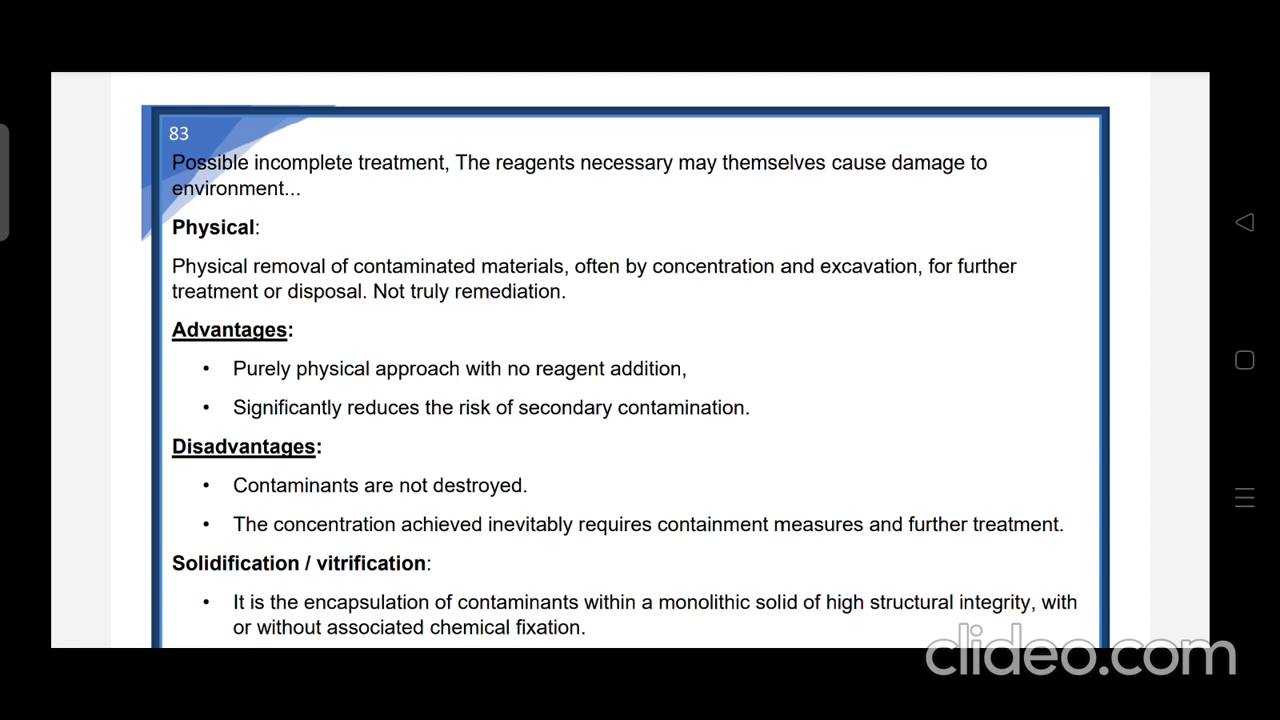 83
Possible incomplete treatment, The reagents necessary may themselves cause damage to
environment...
Physical:
Physical removal of contaminated materials, often by concentration and excavation, for further
treatment or disposal. Not truly remediation.
Advantages:
• Purely physical approach with no reagent addition,
• Significantly reduces the risk of secondary contamination.
Disadvantages:
• Contaminants are not destroyed.
• The concentration achieved inevitably requires containment measures and further treatment.
Solidification / vitrification:
• It is the encapsulation of contaminants within a monolithic solid of high structural integrity, with
or without associated chemical fixation.
clideo.com